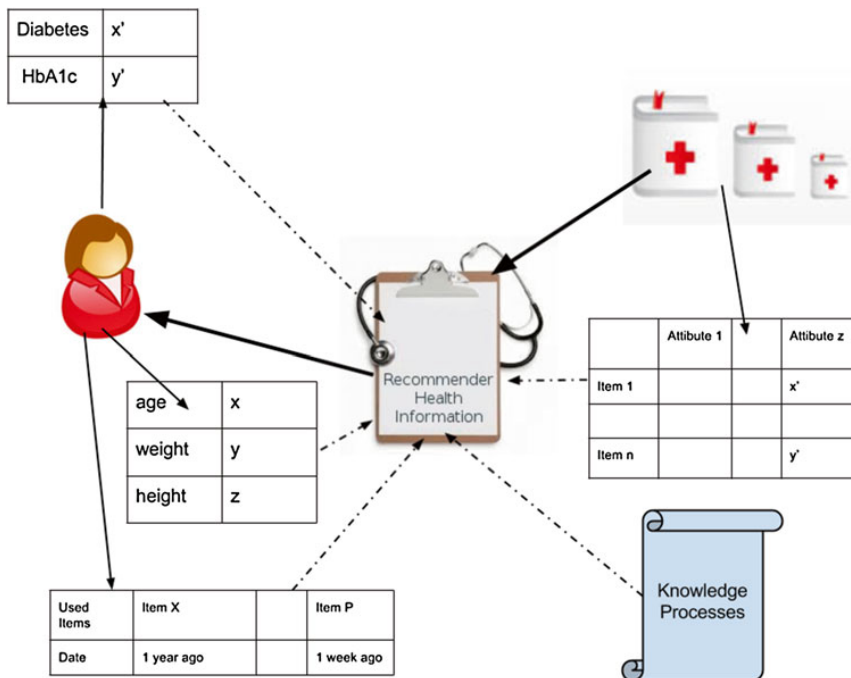 Diabetes x'
HbA1c y'
Recommender
Health
Information
Attibute 1 Attibute z
Item 1 x'
Item n y'
age x
weight y
height z
Knowledge
Processes
Used
Items Item X Item P
Date 1 year ago 1 week ago